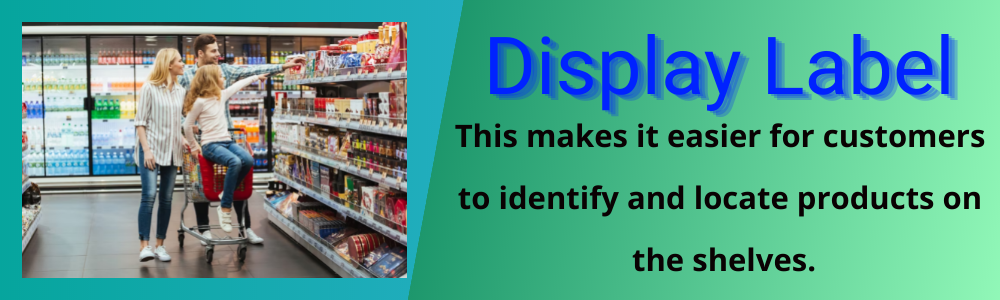 Display Label
This makes it easier for customers
to identify and locate products on
the shelves.